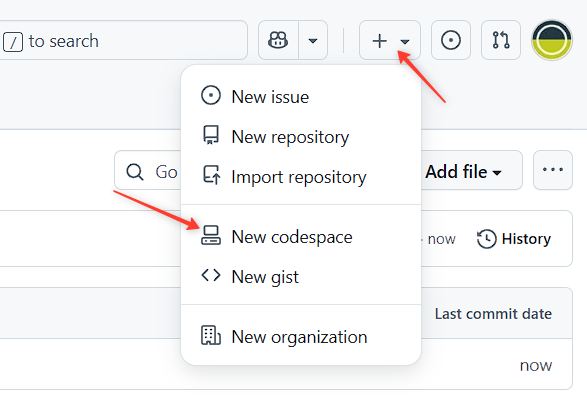 / to search
New issue
New repository
Import repository
New codespace
New gist
New organization
Go
Add file
now
History
Last commit date
now